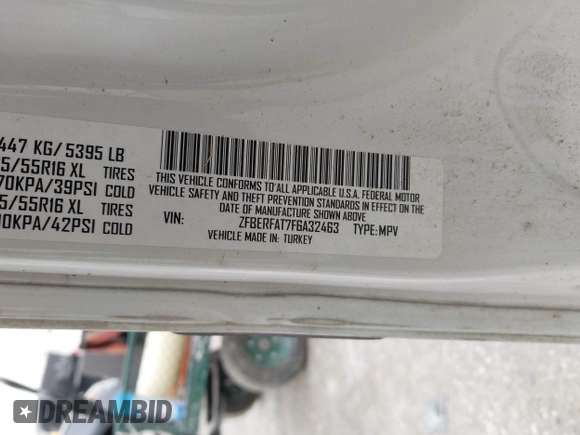 447 KG/ 5395 LB
5/55R16 XL TIRES
70KPA/39PSI COLD
5/55R16 XL TIRES
0KPA/42PSI COLD
THIS VEHICLE CONFORMS TO ALL APPLICABLE U.S.A. FEDERAL MOTOR
VEHICLE SAFETY AND THEFT PREVENTION STANDARDS IN EFFECT
ON THE DATE OF MANUFACTURE SHOWN ABOVE.
VIN: ZFBERFAT7F6A32463 TYPE: MPV
VEHICLE MADE IN: TURKEY
DREAMBID